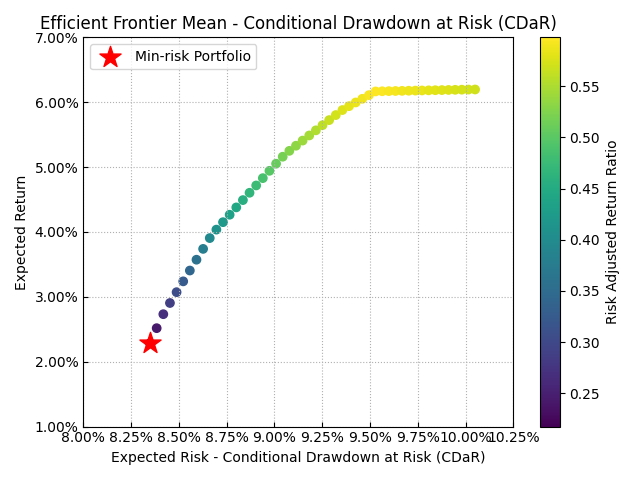 Efficient Frontier Mean - Conditional Drawdown at Risk (CDaR)
Min-risk Portfolio
7.00%
6.00%
5.00%
4.00%
3.00%
2.00%
1.00%
Expected Return
8.00% 8.25% 8.50% 8.75% 9.00% 9.25% 9.50% 9.75% 10.00% 10.25%
Expected Risk - Conditional Drawdown at Risk (CDaR)
0.55
0.50
0.45
0.40
0.35
0.30
0.25
Risk Adjusted Return Ratio